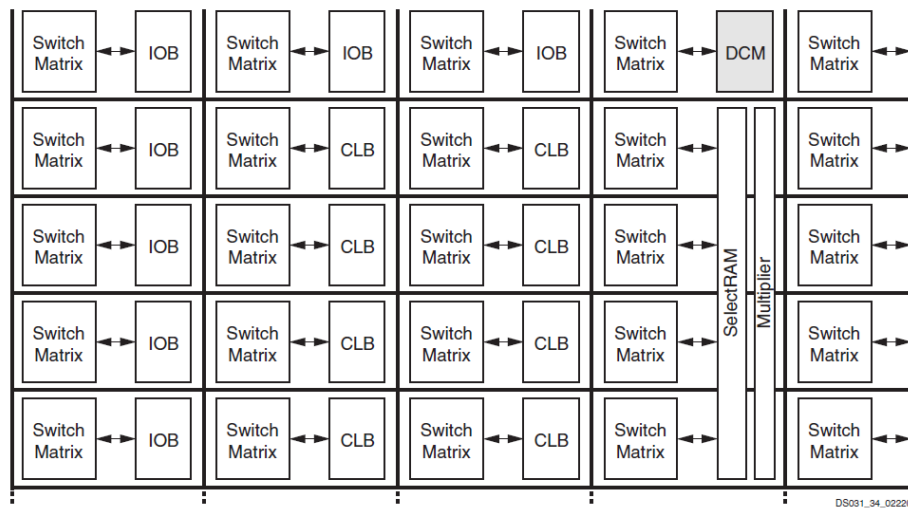 Switch
Matrix
IOB
Switch
Matrix
IOB
Switch
Matrix
IOB
Switch
Matrix
DCM
Switch
Matrix
Switch
Matrix
IOB
Switch
Matrix
CLB
Switch
Matrix
CLB
Switch
Matrix
Switch
Matrix
Switch
Matrix
IOB
Switch
Matrix
CLB
Switch
Matrix
CLB
Switch
Matrix
SelectRAM
Multiplier
Switch
Matrix
Switch
Matrix
IOB
Switch
Matrix
CLB
Switch
Matrix
CLB
Switch
Matrix
Switch
Matrix
Switch
Matrix
IOB
Switch
Matrix
CLB
Switch
Matrix
CLB
Switch
Matrix
Switch
Matrix